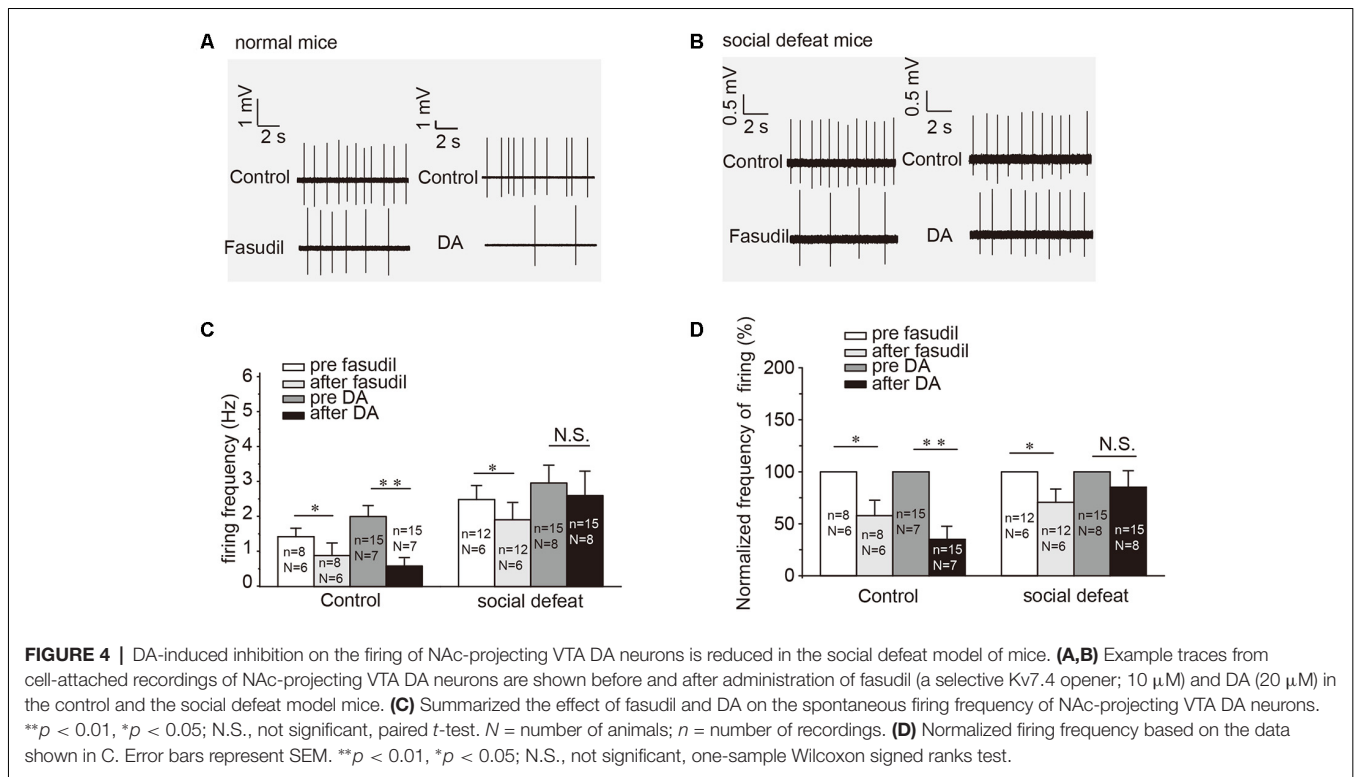 A normal mice
B social defeat mice
1 mV
2 s
1 mV
2 s
0.5 mV
2 s
0.5 mV
2 s
Control
Control
Fasudil
DA
Control
Control
Fasudil
DA
C
pre fasudil
after fasudil
pre DA
after DA
firing frequency (Hz)
6
5
4
3
2
1
0
*
* *
*
N.S.
n=8
N=6
n=8
N=6
n=15
N=7
n=15
N=7
n=12
N=6
n=12
N=6
n=15
N=8
n=15
N=8
Control
social defeat
D
pre fasudil
after fasudil
pre DA
after DA
Normalized frequency of firing (%)
200
150
100
50
0
*
* *
*
N.S.
n=8
N=6
n=8
N=6
n=15
N=7
n=15
N=7
n=12
N=6
n=12
N=6
n=15
N=8
n=15
N=8
Control
social defeat
FIGURE 4 | DA-induced inhibition on the firing of NAc-projecting VTA DA neurons is reduced in the social defeat model of mice. (A,B) Example traces from
cell-attached recordings of NAc-projecting VTA DA neurons are shown before and after administration of fasudil (a selective Kv7.4 opener; 10 μM) and DA (20 μM) in
the control and the social defeat model mice. (C) Summarized the effect of fasudil and DA on the spontaneous firing frequency of NAc-projecting VTA DA neurons.
**p < 0.01, *p < 0.05; N.S., not significant, paired t-test. N = number of animals; n = number of recordings. (D) Normalized firing frequency based on the data
shown in C. Error bars represent SEM. **p < 0.01, *p < 0.05; N.S., not significant, one-sample Wilcoxon signed ranks test.